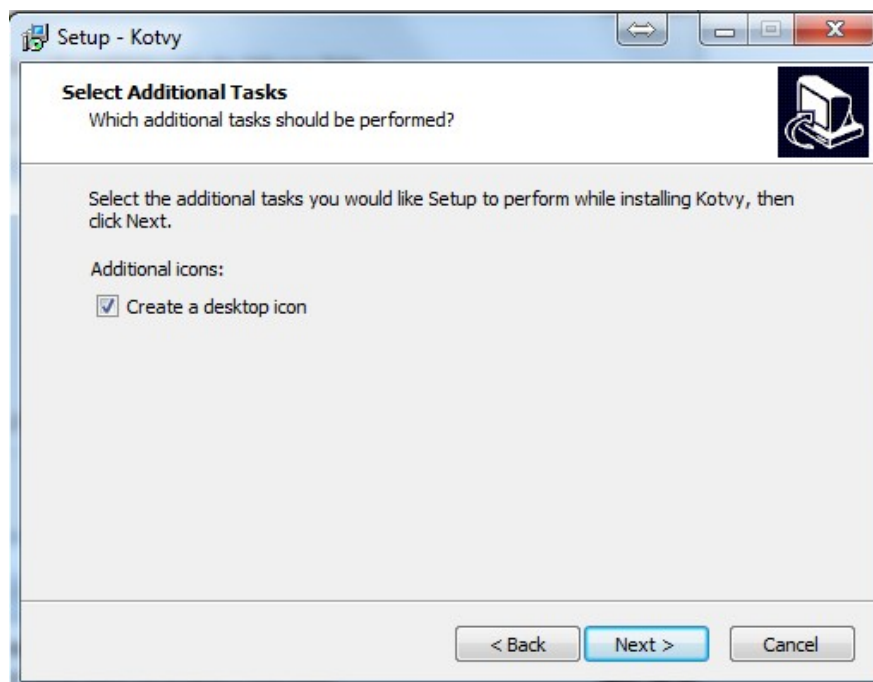 Setup - Kotvy
Select Additional Tasks
Which additional tasks should be performed?
Select the additional tasks you would like Setup to perform while installing Kotvy, then
click Next.
Additional icons:
Create a desktop icon
< Back Next > Cancel